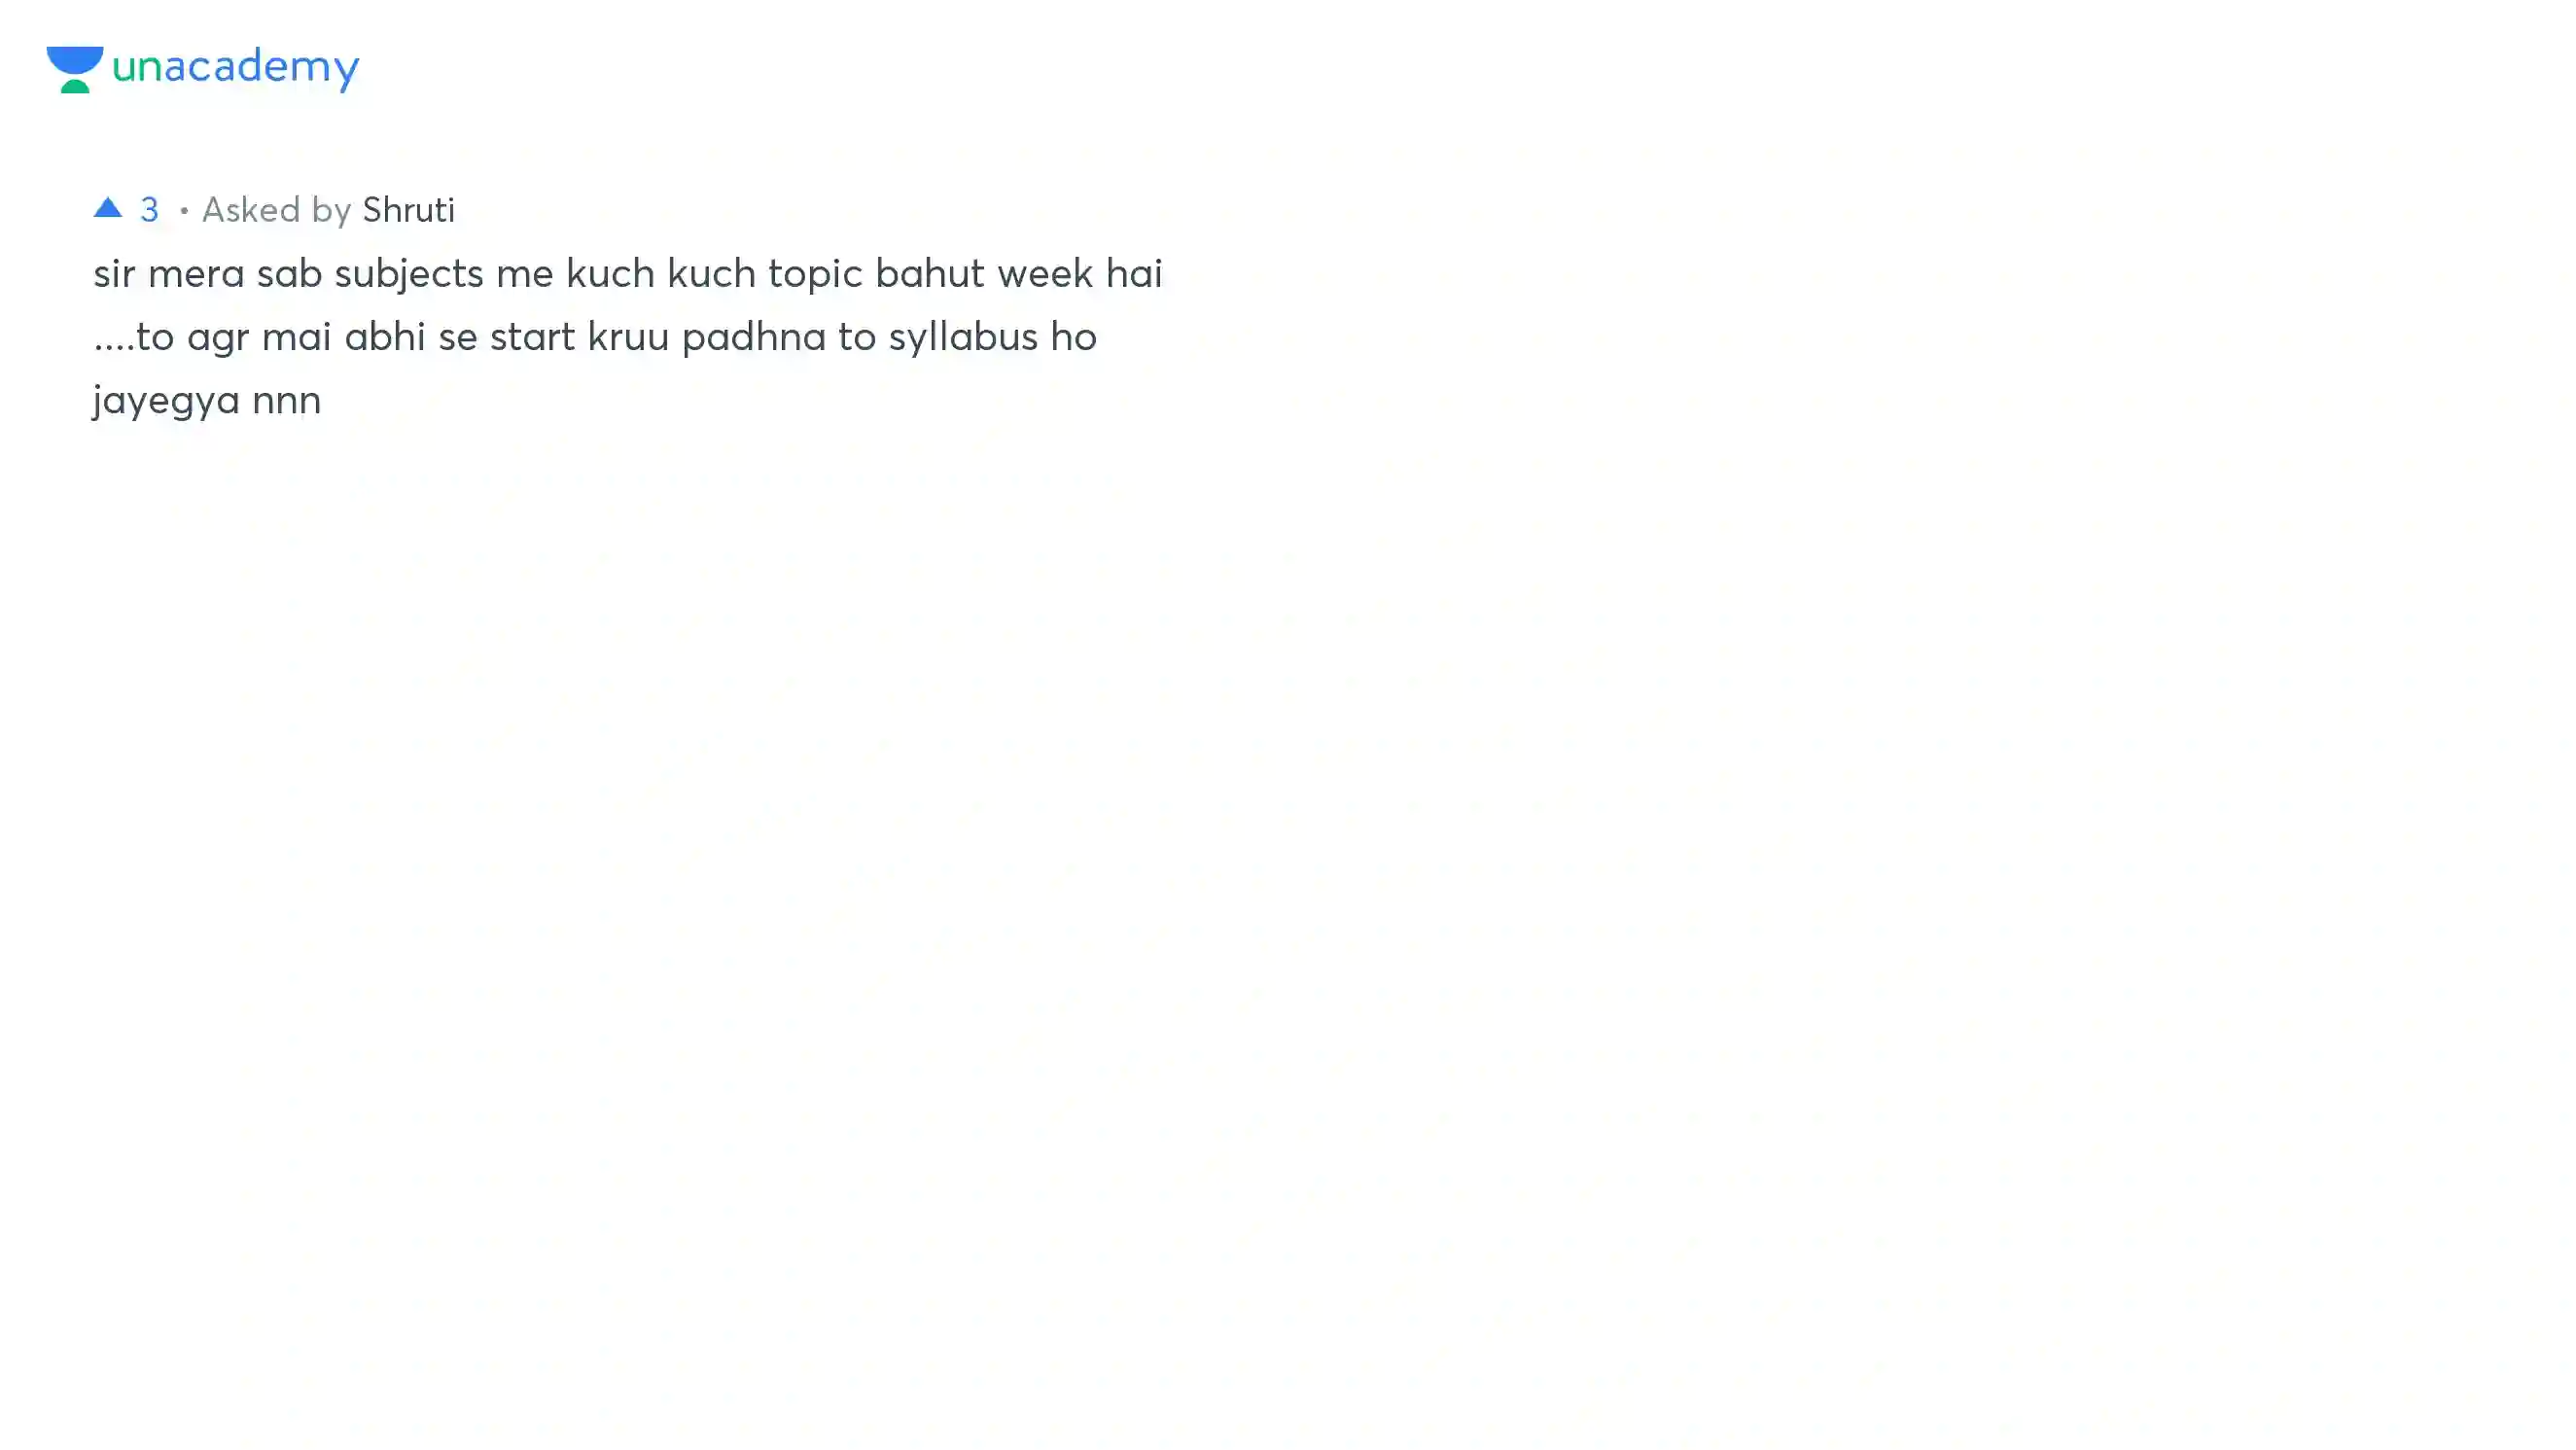 unacademy
▲ 3 • Asked by Shruti
sir mera sab subjects me kuch kuch topic bahut week hai
....to agr mai abhi se start kruu padhna to syllabus ho
jayegya nnn